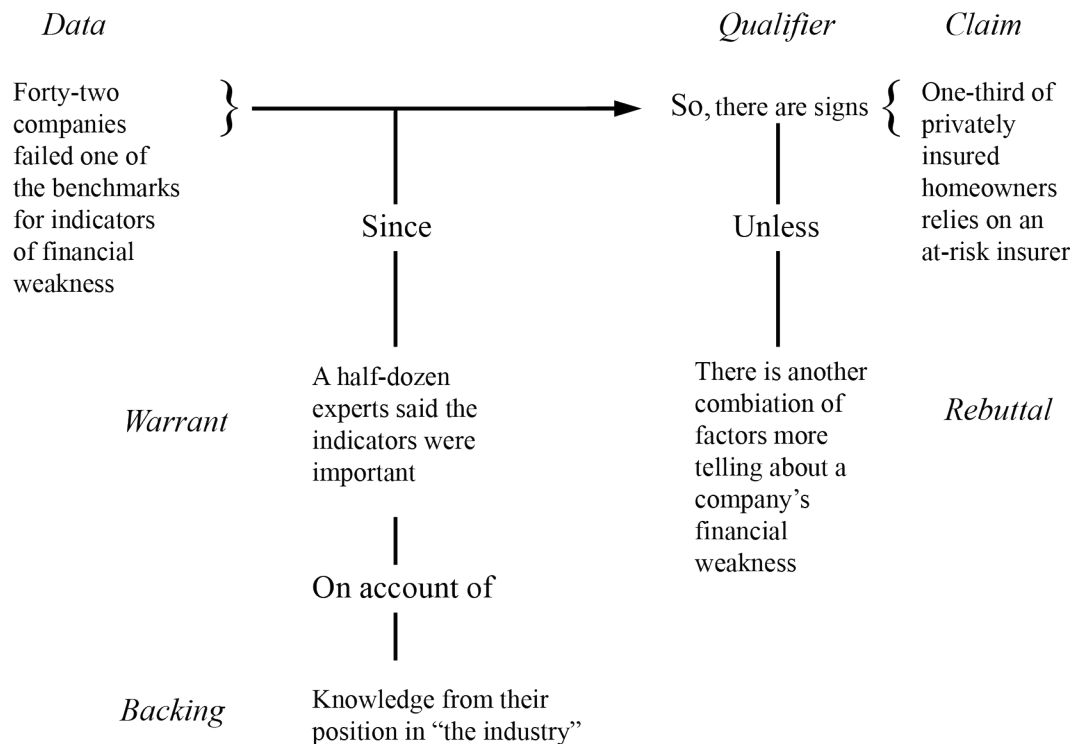 Data
Qualifier
Claim
Forty-two
companies
failed one of
the benchmarks
for indicators
of financial
weakness
So, there are signs
One-third of
privately
insured
homeowners
relies on an
at-risk insurer
Since
Unless
Warrant
A half-dozen
experts said the
indicators were
important
There is another
combiation of
factors more
telling about a
company’s
financial
weakness
Rebuttal
On account of
Backing
Knowledge from their
position in “the industry”